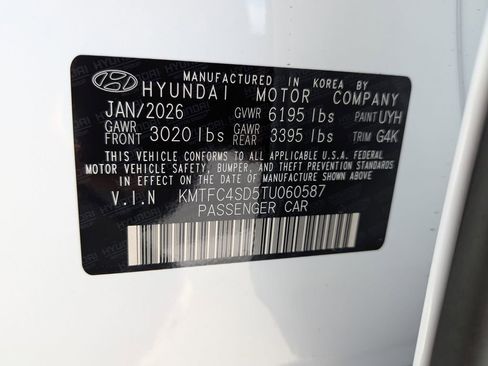 MANUFACTURED IN KOREA BY
HYUNDAI MOTOR COMPANY
JAN/2026 GVWR 6195 lbs PAINT UYH
GAWR FRONT 3020 lbs GAWR REAR 3395 lbs TRIM G4K
THIS VEHICLE CONFORMS TO ALL APPLICABLE U.S.A. FEDERAL
MOTOR VEHICLE SAFETY, BUMPER, AND THEFT PREVENTION
STANDARDS IN EFFECT ON THE DATE OF MANUFACTURE SHOWN ABOVE
V.I.N KMTFC4SD5TU060587
PASSENGER CAR